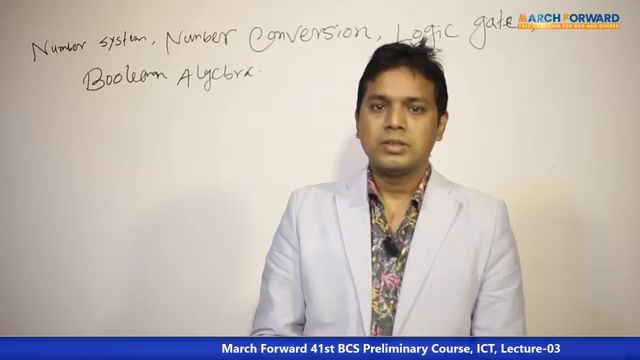 MARCH FORWARD
Number system, Number Conversion, Logic gate
Boolean Algebra.
March Forward 41st BCS Preliminary Course, ICT, Lecture-03